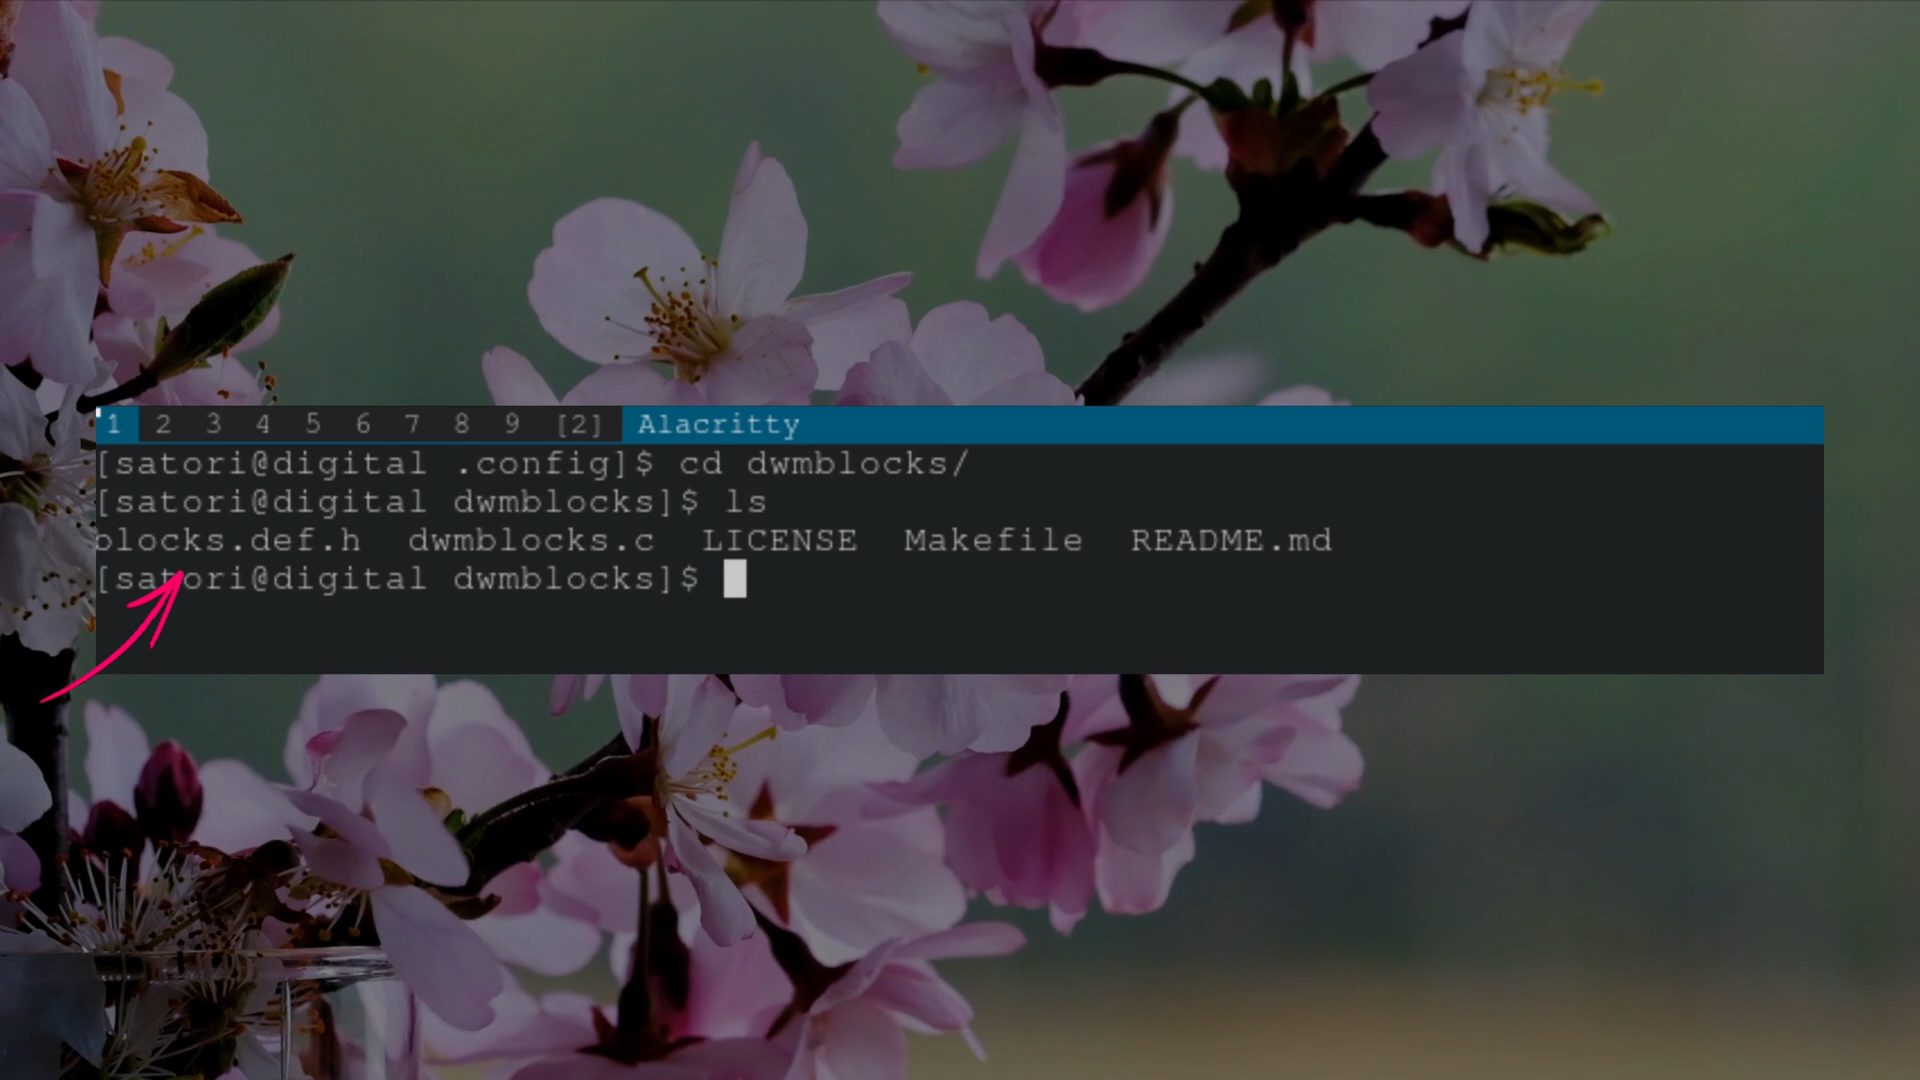 1 2 3 4 5 6 7 8 9 [2] Alacritty
[satori@digital .config]$ cd dwmblocks/
[satori@digital dwmblocks]$ ls
blocks.def.h dwmblocks.c LICENSE Makefile README.md
[satori@digital dwmblocks]$